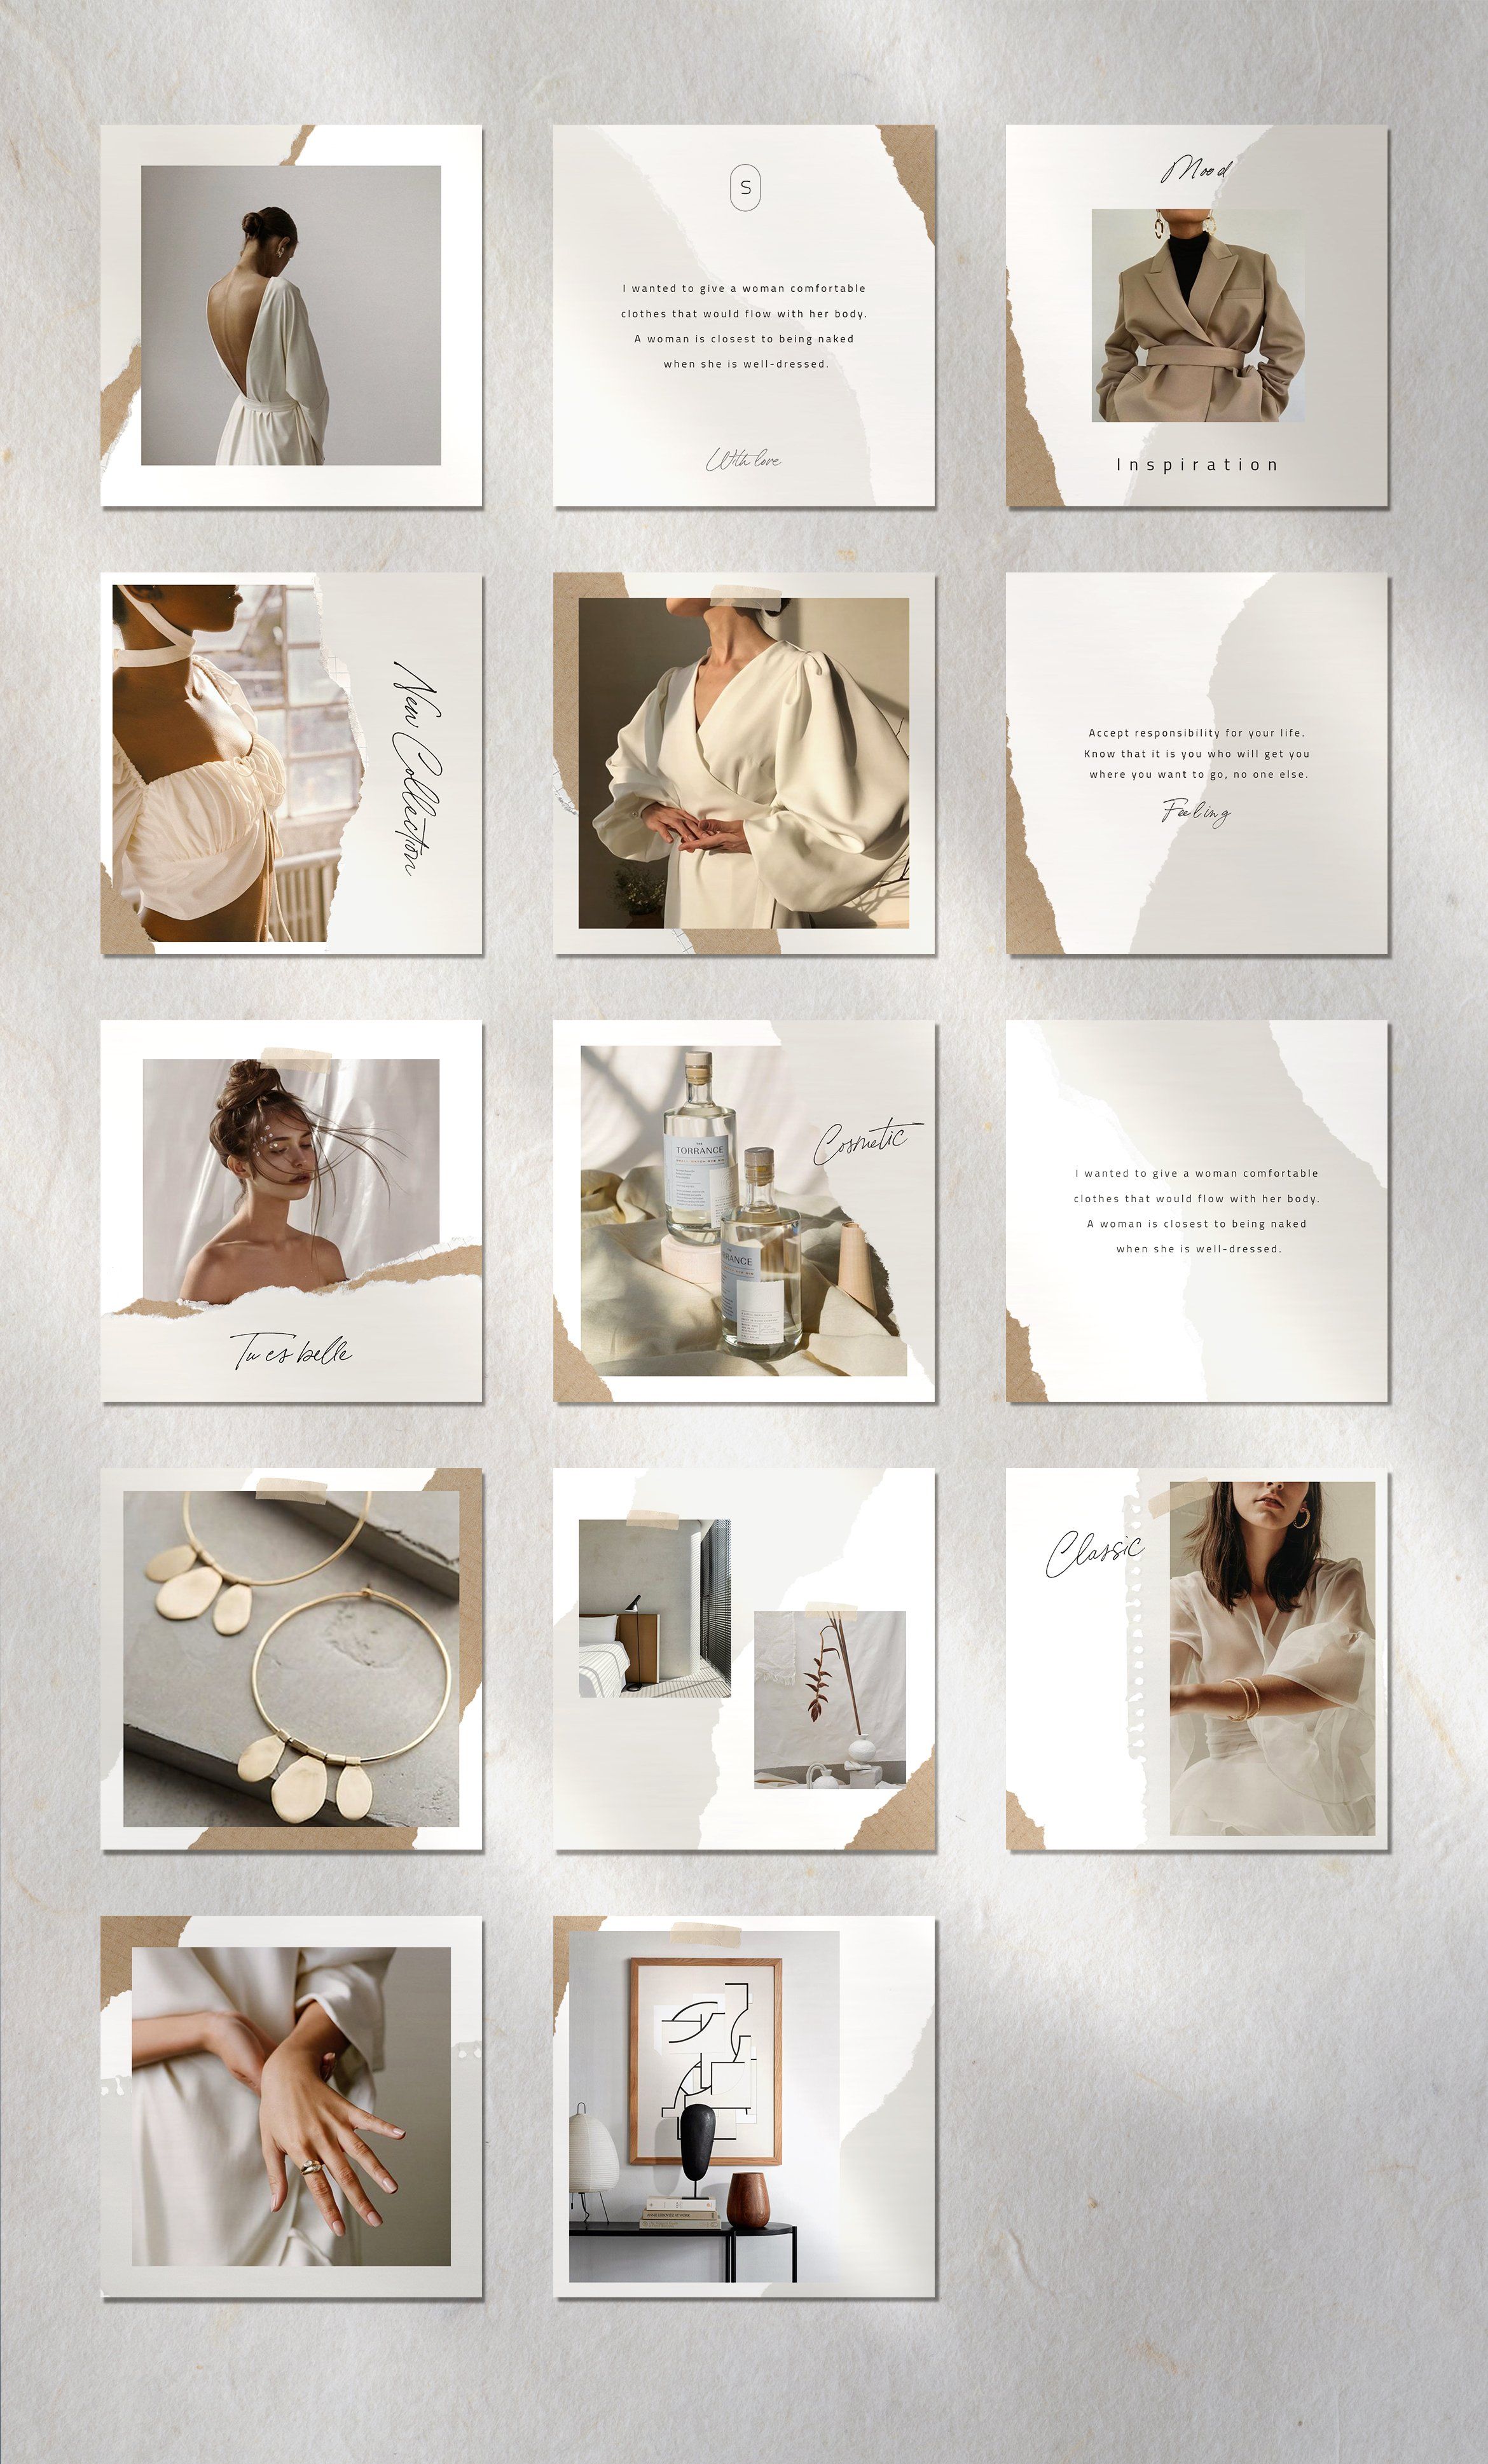 S
I wanted to give a woman comfortable
clothes that would flow with her body.
A woman is closest to being naked
when she is well-dressed.
With love
Mood
Inspiration
New Collection
Accept responsibility for your life.
Know that it is you who will get you
where you want to go, no one else.
Feeling
Tu es belle
THE
TORRANCE
RANCE
Cosmetic
I wanted to give a woman comfortable
clothes that would flow with her body.
A woman is closest to being naked
when she is well-dressed.
Classic